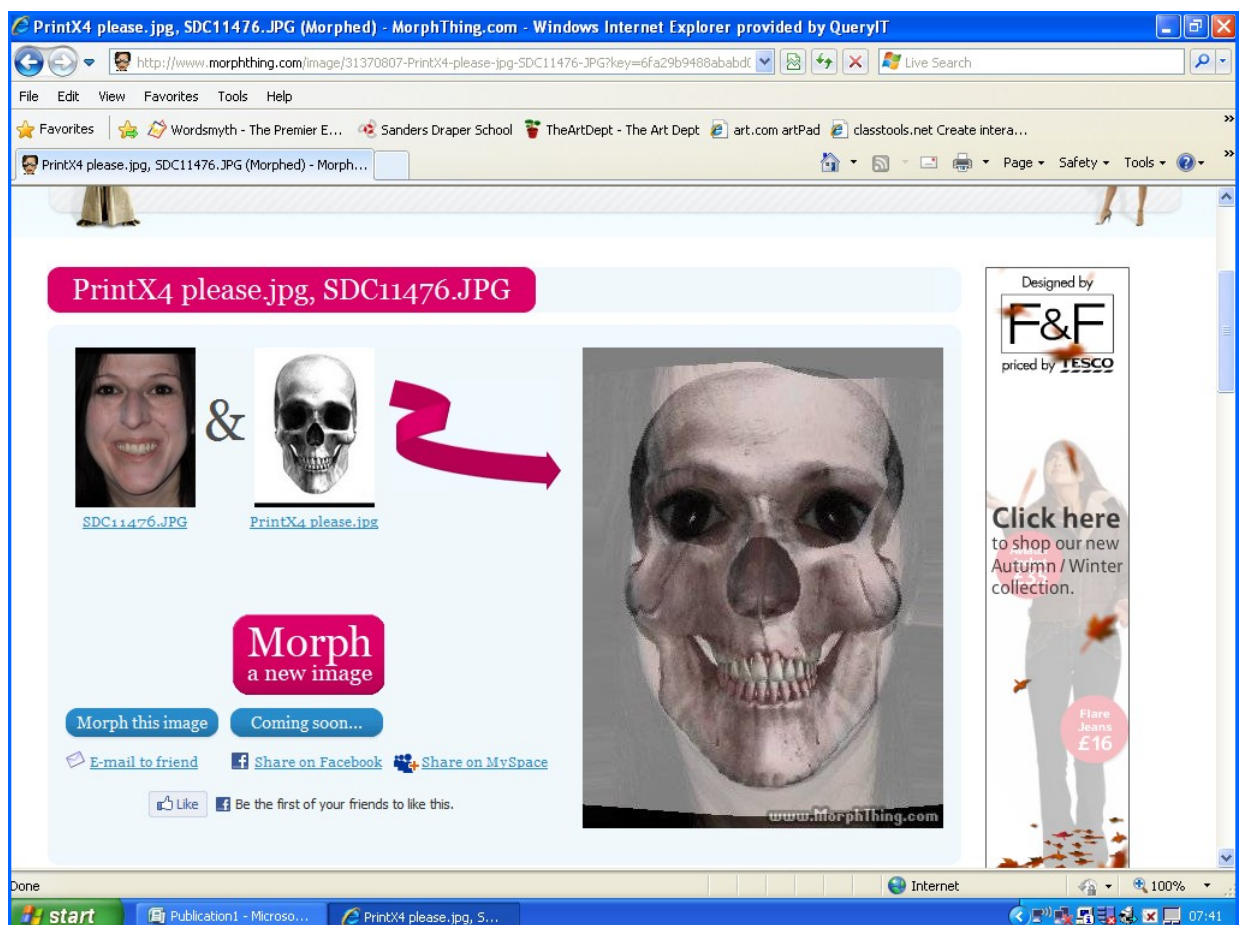 PrintX4 please.jpg, SDC11476.JPG (Morphed) - MorphThing.com - Windows Internet Explorer provided by QueryIT
http://www.morphthing.com/image/31370807-PrintX4-please-jpg-SDC11476-JPG?key=6fa29b9488ababd(
Live Search
File Edit View Favorites Tools Help
Favorites Wordsmyth - The Premier E... Sanders Draper School TheArtDept - The Art Dept art.com artPad classtools.net Create intera...
PrintX4 please.jpg, SDC11476.JPG (Morphed) - Morph... Page Safety Tools
PrintX4 please.jpg, SDC11476.JPG
&
SDC11476.JPG PrintX4 please.jpg
Morph
a new image
Morph this image Coming soon...
E-mail to friend Share on Facebook Share on MySpace
Like Be the first of your friends to like this.
www.MorphThing.com
Designed by
F&F
priced by TESCO
Click here
to shop our new
Autumn / Winter
collection.
Flare
Jeans
£16
Done Internet 100%
start Publication1 - Microso... PrintX4 please.jpg, S... 07:41